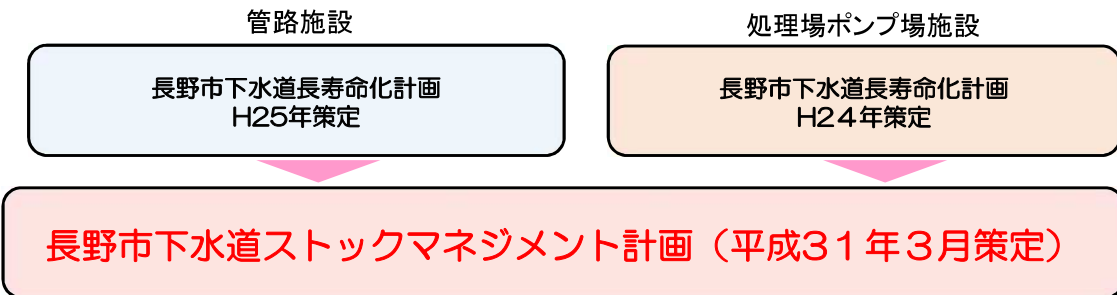 管路施設
処理場ポンプ場施設
長野市下水道長寿命化計画
H25年策定
長野市下水道長寿命化計画
H2４年策定
長野市下水道ストックマネジメント計画（平成３１年３月策定）